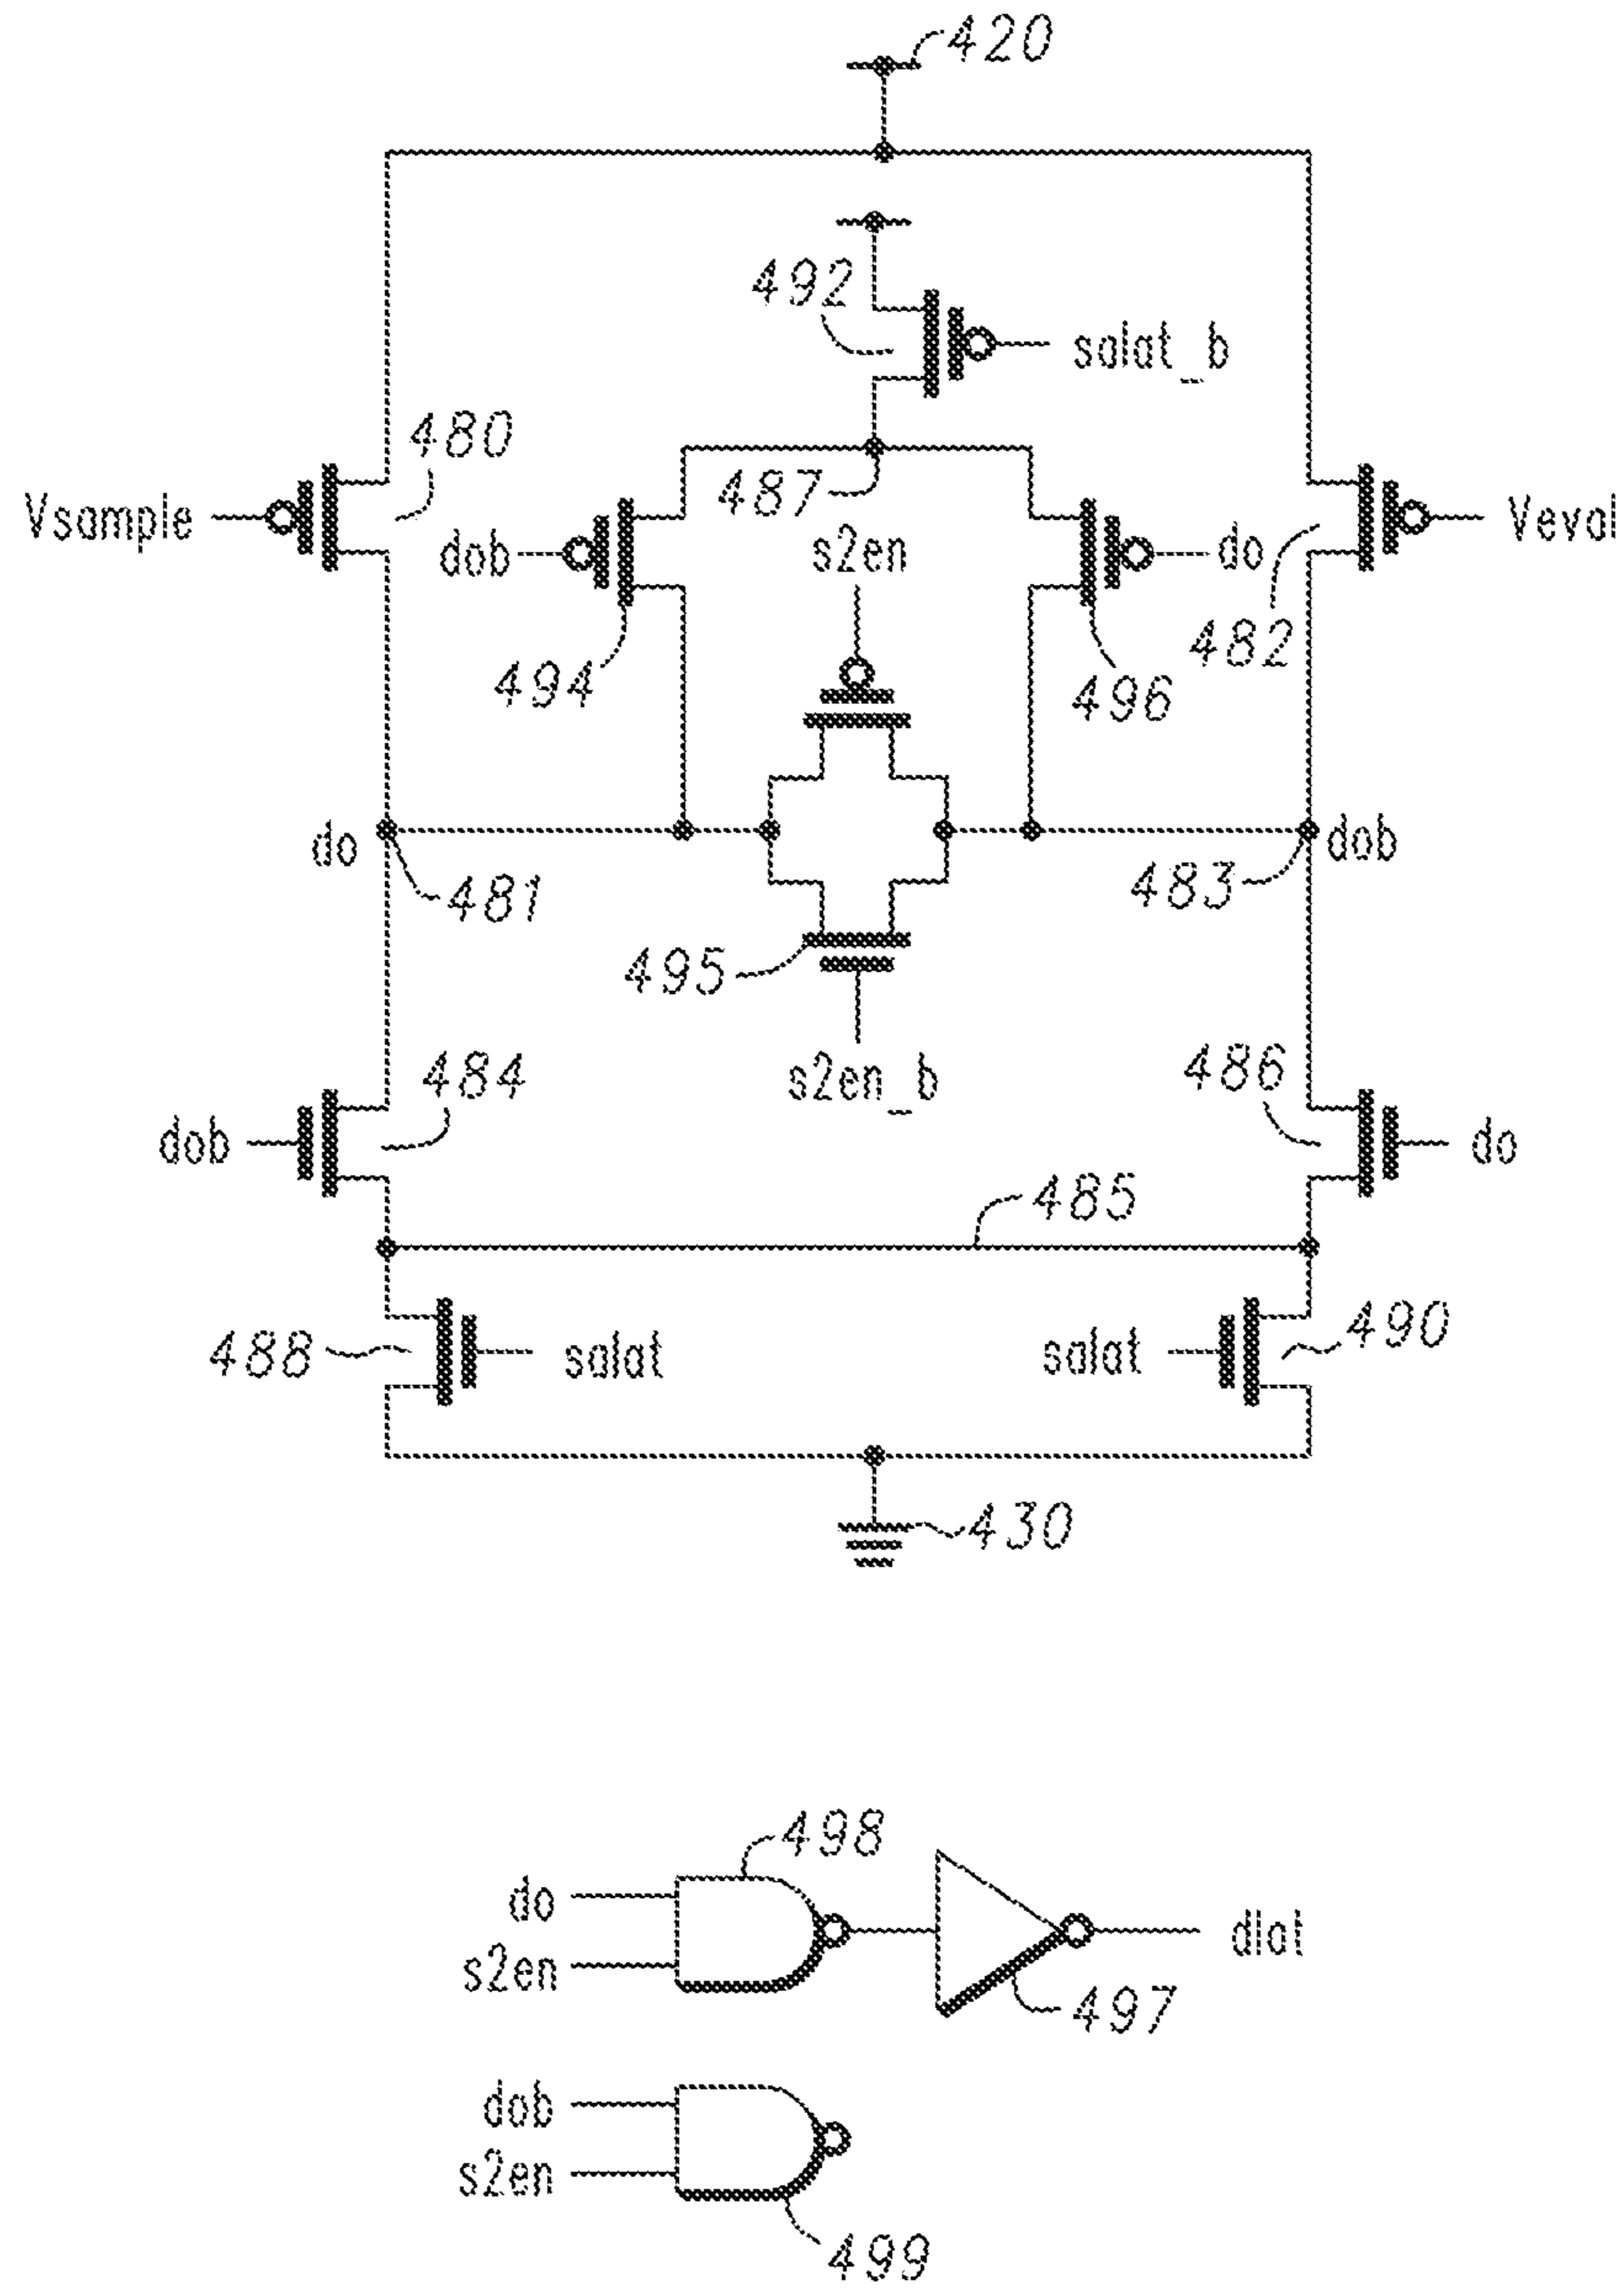 420
492
salat_b
480
487
Vsample
dob
s2en
do
Veval
482
494
496
do
481
dob
483
495
s2en_b
484
486
dob
do
485
488
salat
salat
490
430
498
do
s2en
dlat
497
dob
s2en
499